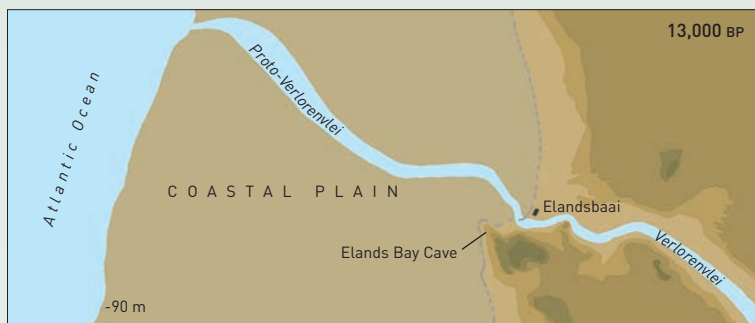 13,000 BP
Proto-Verlorenvlei
Atlantic Ocean
COASTAL PLAIN
Elandsbaai
Elands Bay Cave
Verlorenvlei
-90 m